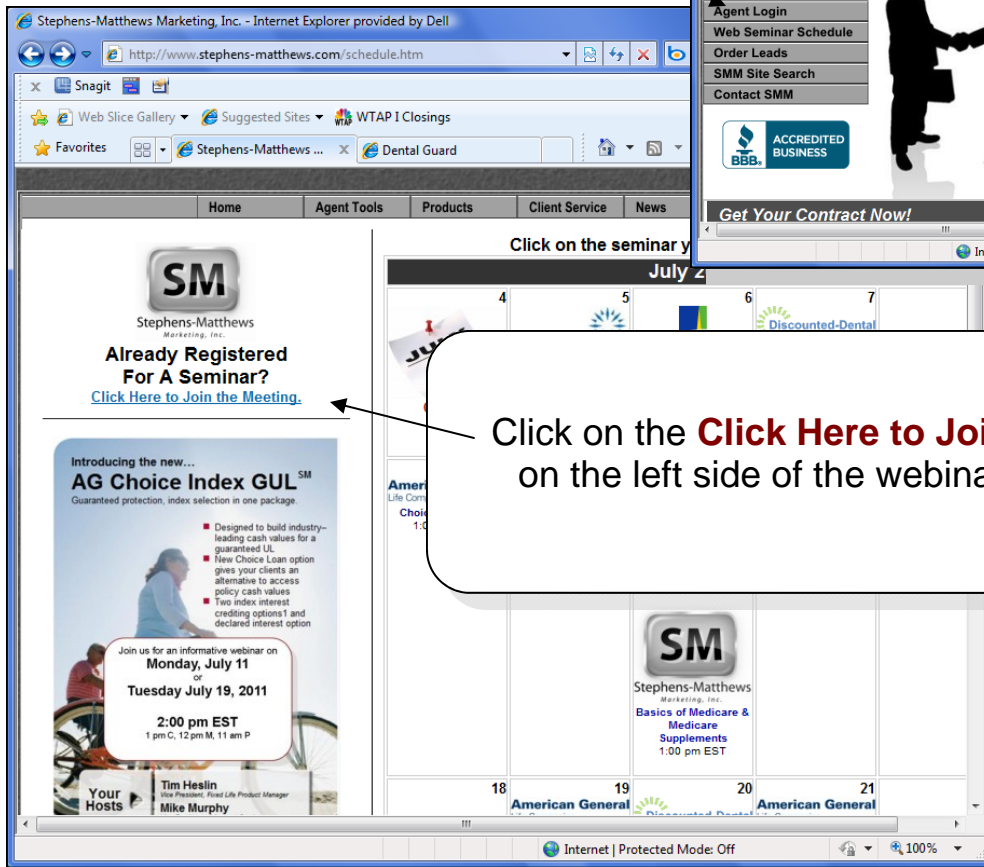 Stephens-Matthews Marketing, Inc. - Internet Explorer provided by Dell
http://www.stephens-matthews.com/schedule.htm
x Snagit
Web Slice Gallery Suggested Sites WTAP I Closings
Favorites Stephens-Matthews ... x Dental Guard
Agent Login
Web Seminar Schedule
Order Leads
SMM Site Search
Contact SMM
BBB.
ACCREDITED
BUSINESS
Get Your Contract Now!
Home Agent Tools Products Client Service News
SM
Stephens-Matthews
Marketing, Inc.
Already Registered
For A Seminar?
Click Here to Join the Meeting.
Introducing the new...
AG Choice Index GUL SM
Guaranteed protection, index selection in one package.
Designed to build industry–
leading cash values for a
guaranteed UL
New Choice Loan option
gives your clients an
alternative to access
policy cash values
Two index interest
crediting options1 and
declared interest option
Join us for an informative webinar on
Monday, July 11
or
Tuesday July 19, 2011
2:00 pm EST
1 pm C, 12 pm M, 11 am P
Your
Hosts
Tim Heslin
Vice President, Fixed Life Product Manager
Mike Murphy
Click on the seminar y
July 2
4 5 6 7
Discounted-Dental
Click on the Click Here to Joi
on the left side of the webina
Ameri
Life Com
Choic
1:0
SM
Stephens-Matthews
Marketing, Inc.
Basics of Medicare &
Medicare
Supplements
1:00 pm EST
18 19 20 21
American General
American General
Internet | Protected Mode: Off 100%